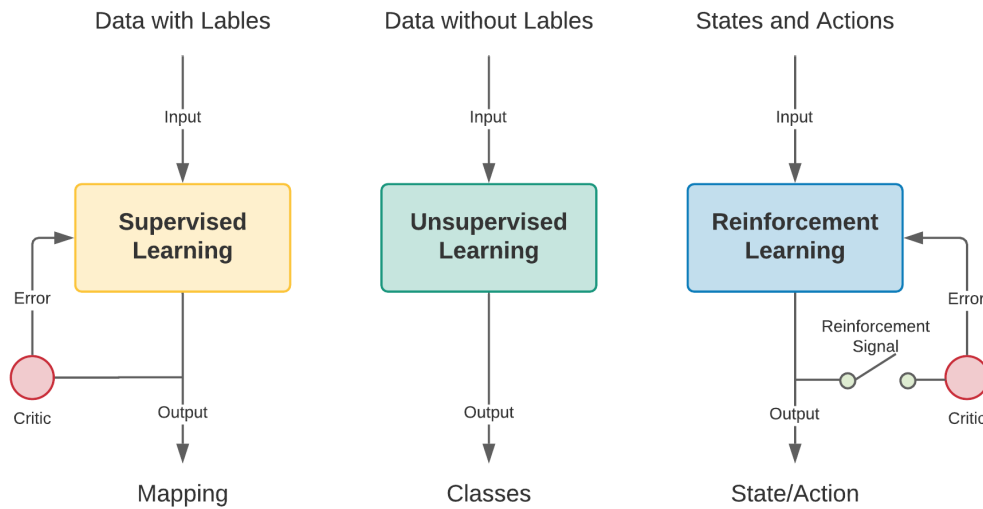 Data with Lables
Data without Lables
States and Actions
Input
Input
Input
Supervised
Learning
Unsupervised
Learning
Reinforcement
Learning
Error
Error
Reinforcement
Signal
Critic
Output
Output
Output
Critic
Mapping
Classes
State/Action